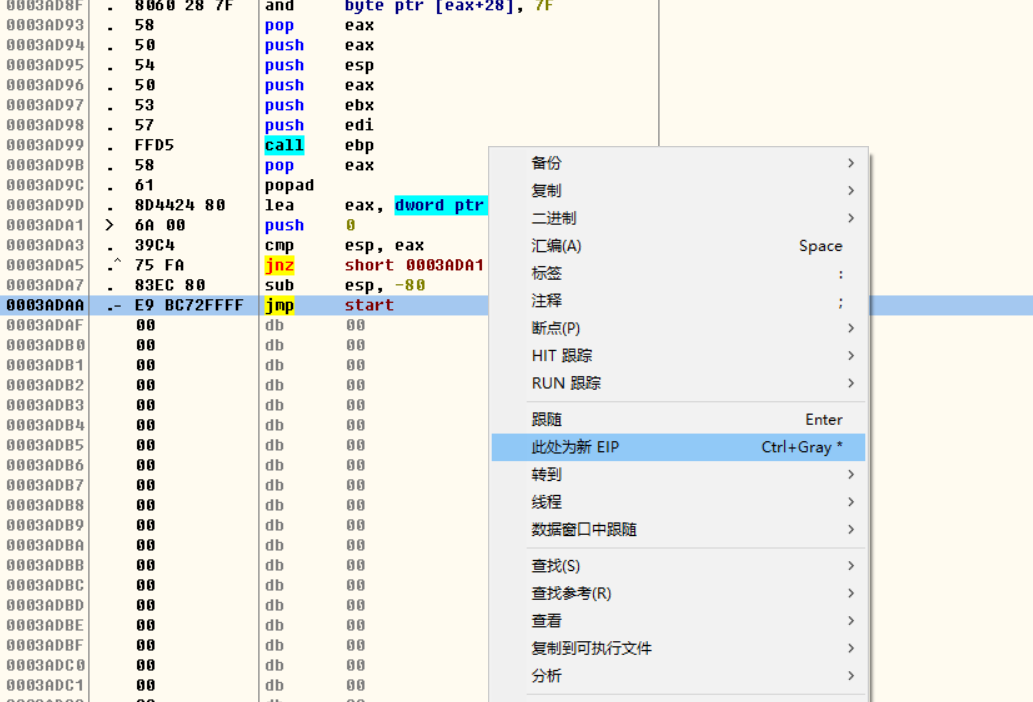 0003AD8F . 8060 28 7F and byte ptr [eax+28], 7F
0003AD93 . 58 pop eax
0003AD94 . 50 push eax
0003AD95 . 54 push esp
0003AD96 . 50 push eax
0003AD97 . 53 push ebx
0003AD98 . 57 push edi
0003AD99 . FFD5 call ebp
0003AD9B . 58 pop eax
0003AD9C . 61 popad
0003AD9D . 8D4424 80 lea eax, dword ptr
0003ADA1 > 6A 00 push 0
0003ADA3 . 39C4 cmp esp, eax
0003ADA5 .^ 75 FA jnz short 0003ADA1
0003ADA7 . 83EC 80 sub esp, -80
0003ADAA .- E9 BC72FFFF jmp start
0003ADAF 00 db 00
0003ADB0 00 db 00
0003ADB1 00 db 00
0003ADB2 00 db 00
0003ADB3 00 db 00
0003ADB4 00 db 00
0003ADB5 00 db 00
0003ADB6 00 db 00
0003ADB7 00 db 00
0003ADB8 00 db 00
0003ADB9 00 db 00
0003ADBA 00 db 00
0003ADBB 00 db 00
0003ADBC 00 db 00
0003ADBD 00 db 00
0003ADBE 00 db 00
0003ADBF 00 db 00
0003ADC0 00 db 00
0003ADC1 00 db 00
备份 >
复制 >
二进制 >
汇编(A) Space
标签 :
注释 ;
断点(P) >
HIT 跟踪 >
RUN 跟踪 >
跟随 Enter
此处为新 EIP Ctrl+Gray *
转到 >
线程 >
数据窗口中跟随 >
查找(S) >
查找参考(R) >
查看 >
复制到可执行文件 >
分析 >